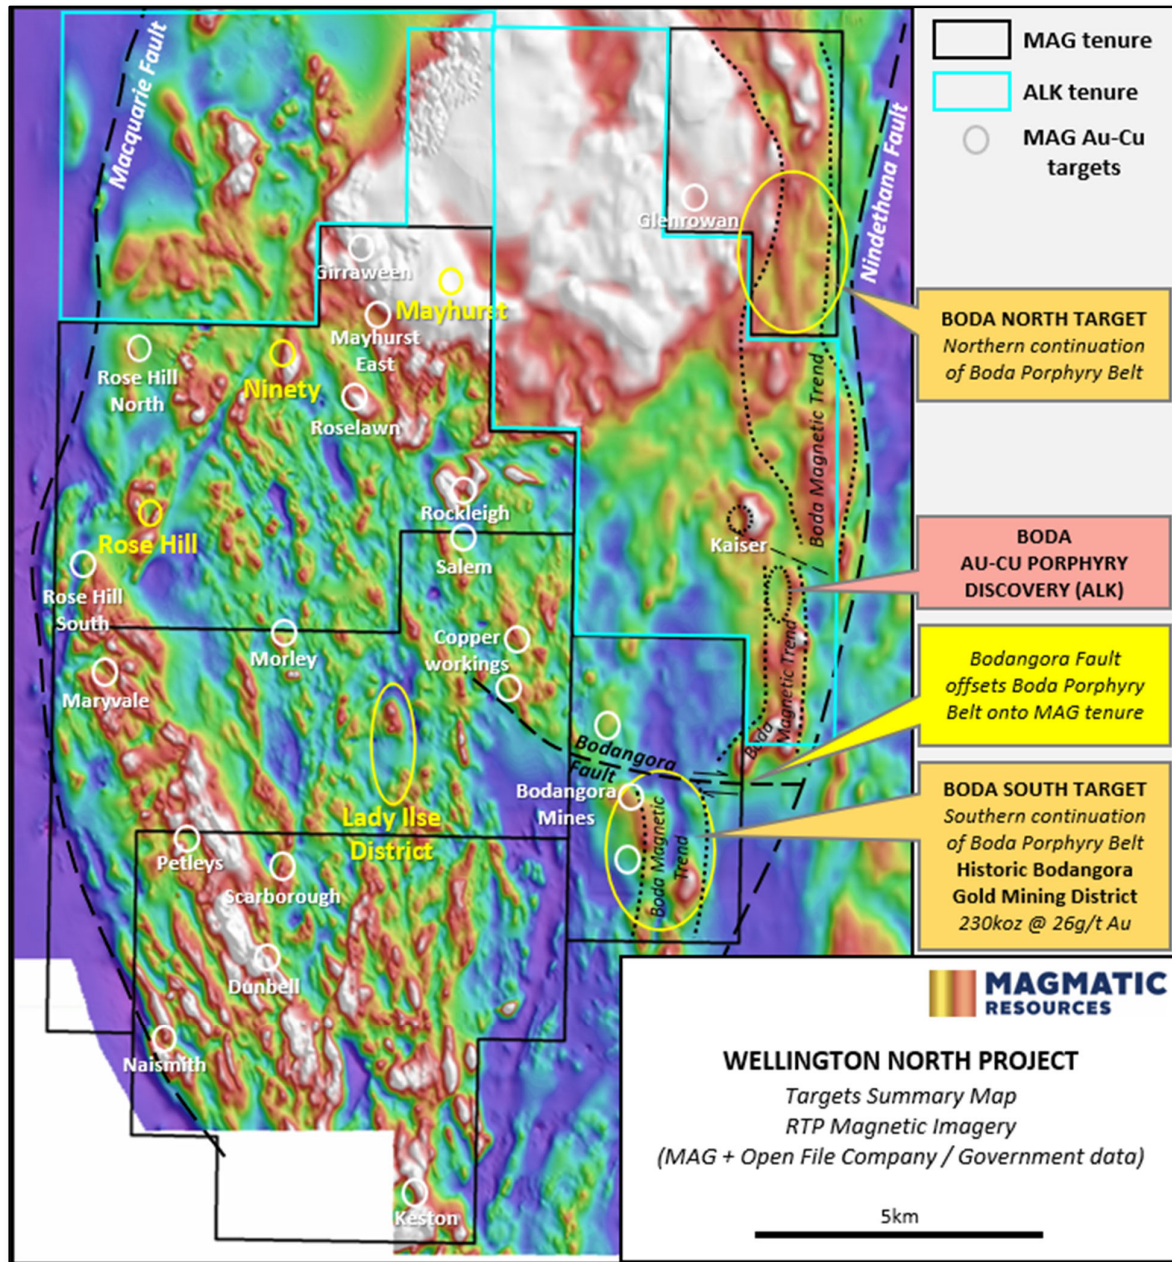 MAG tenure
ALK tenure
MAG Au-Cu
targets
Macquarie Fault
Nindethana Fault
Glenrowan
Girraween
Mayhurst
Mayhurst
East
Rose Hill
North
Ninety
Roselawn
BODA NORTH TARGET
Northern continuation
of Boda Porphyry Belt
Boda Magnetic Trend
Rockleigh
Rose Hill
Kaiser
Salem
BODA
AU-CU PORPHYRY
DISCOVERY (ALK)
Rose Hill
South
Morley
Copper
workings
Maryvale
Boda
Magnetic Trend
Bodangora Fault
offsets Boda Porphyry
Belt onto MAG tenure
Bodangora
Fault
Bodangora
Mines
Lady Ilse
District
Boda Magnetic
Trend
BODA SOUTH TARGET
Southern continuation
of Boda Porphyry Belt
Historic Bodangora
Gold Mining District
230koz @ 26g/t Au
Petleys
Scarborough
Dunbell
Naismith
Keston
MAGMATIC
RESOURCES
WELLINGTON NORTH PROJECT
Targets Summary Map
RTP Magnetic Imagery
(MAG + Open File Company / Government data)
5km